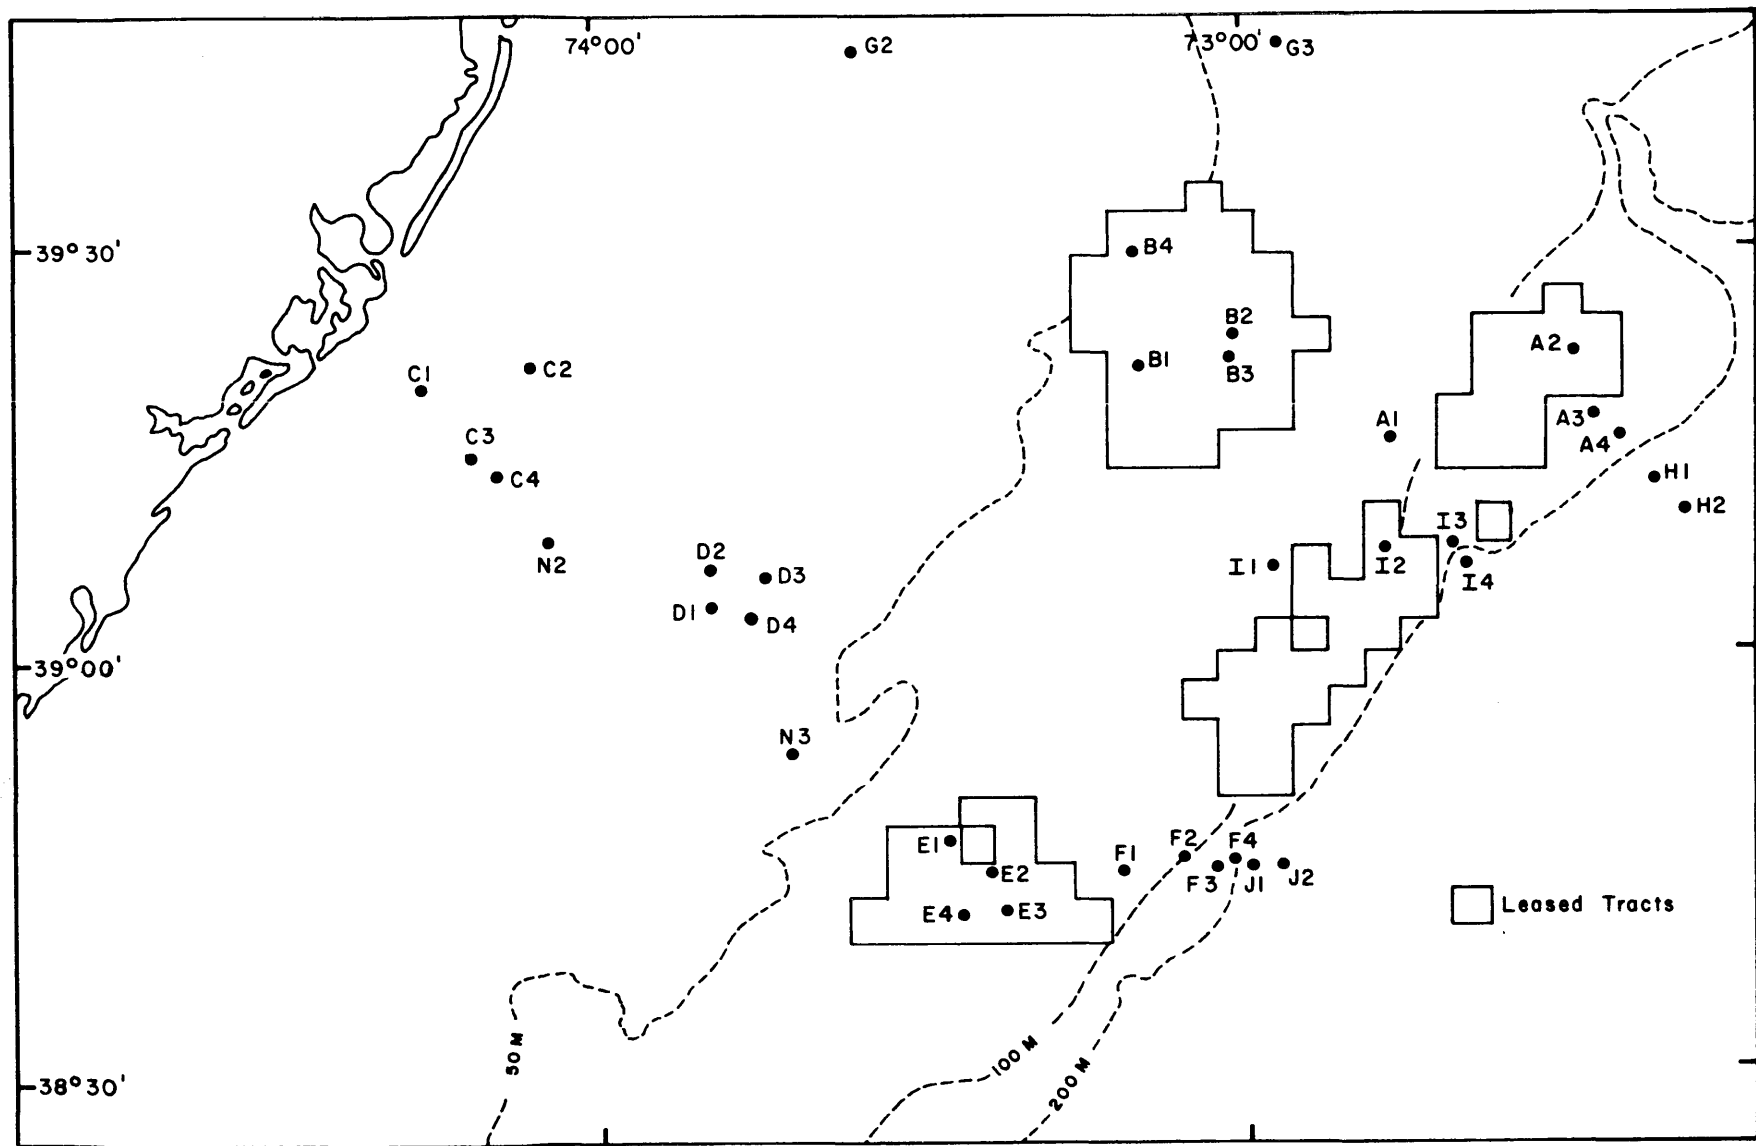 74°00'
G2
73°00'
G3
39°30'
B4
B2
B1
B3
A2
C1
C2
A3
A1
A4
C3
C4
H1
H2
N2
D2
D3
I3
I1
I2
I4
D1
D4
39°00'
N3
E1
E2
F1
F2
F4
F3
J1
J2
E4
E3
Leased Tracts
50 M
100 M
200 M
38°30'